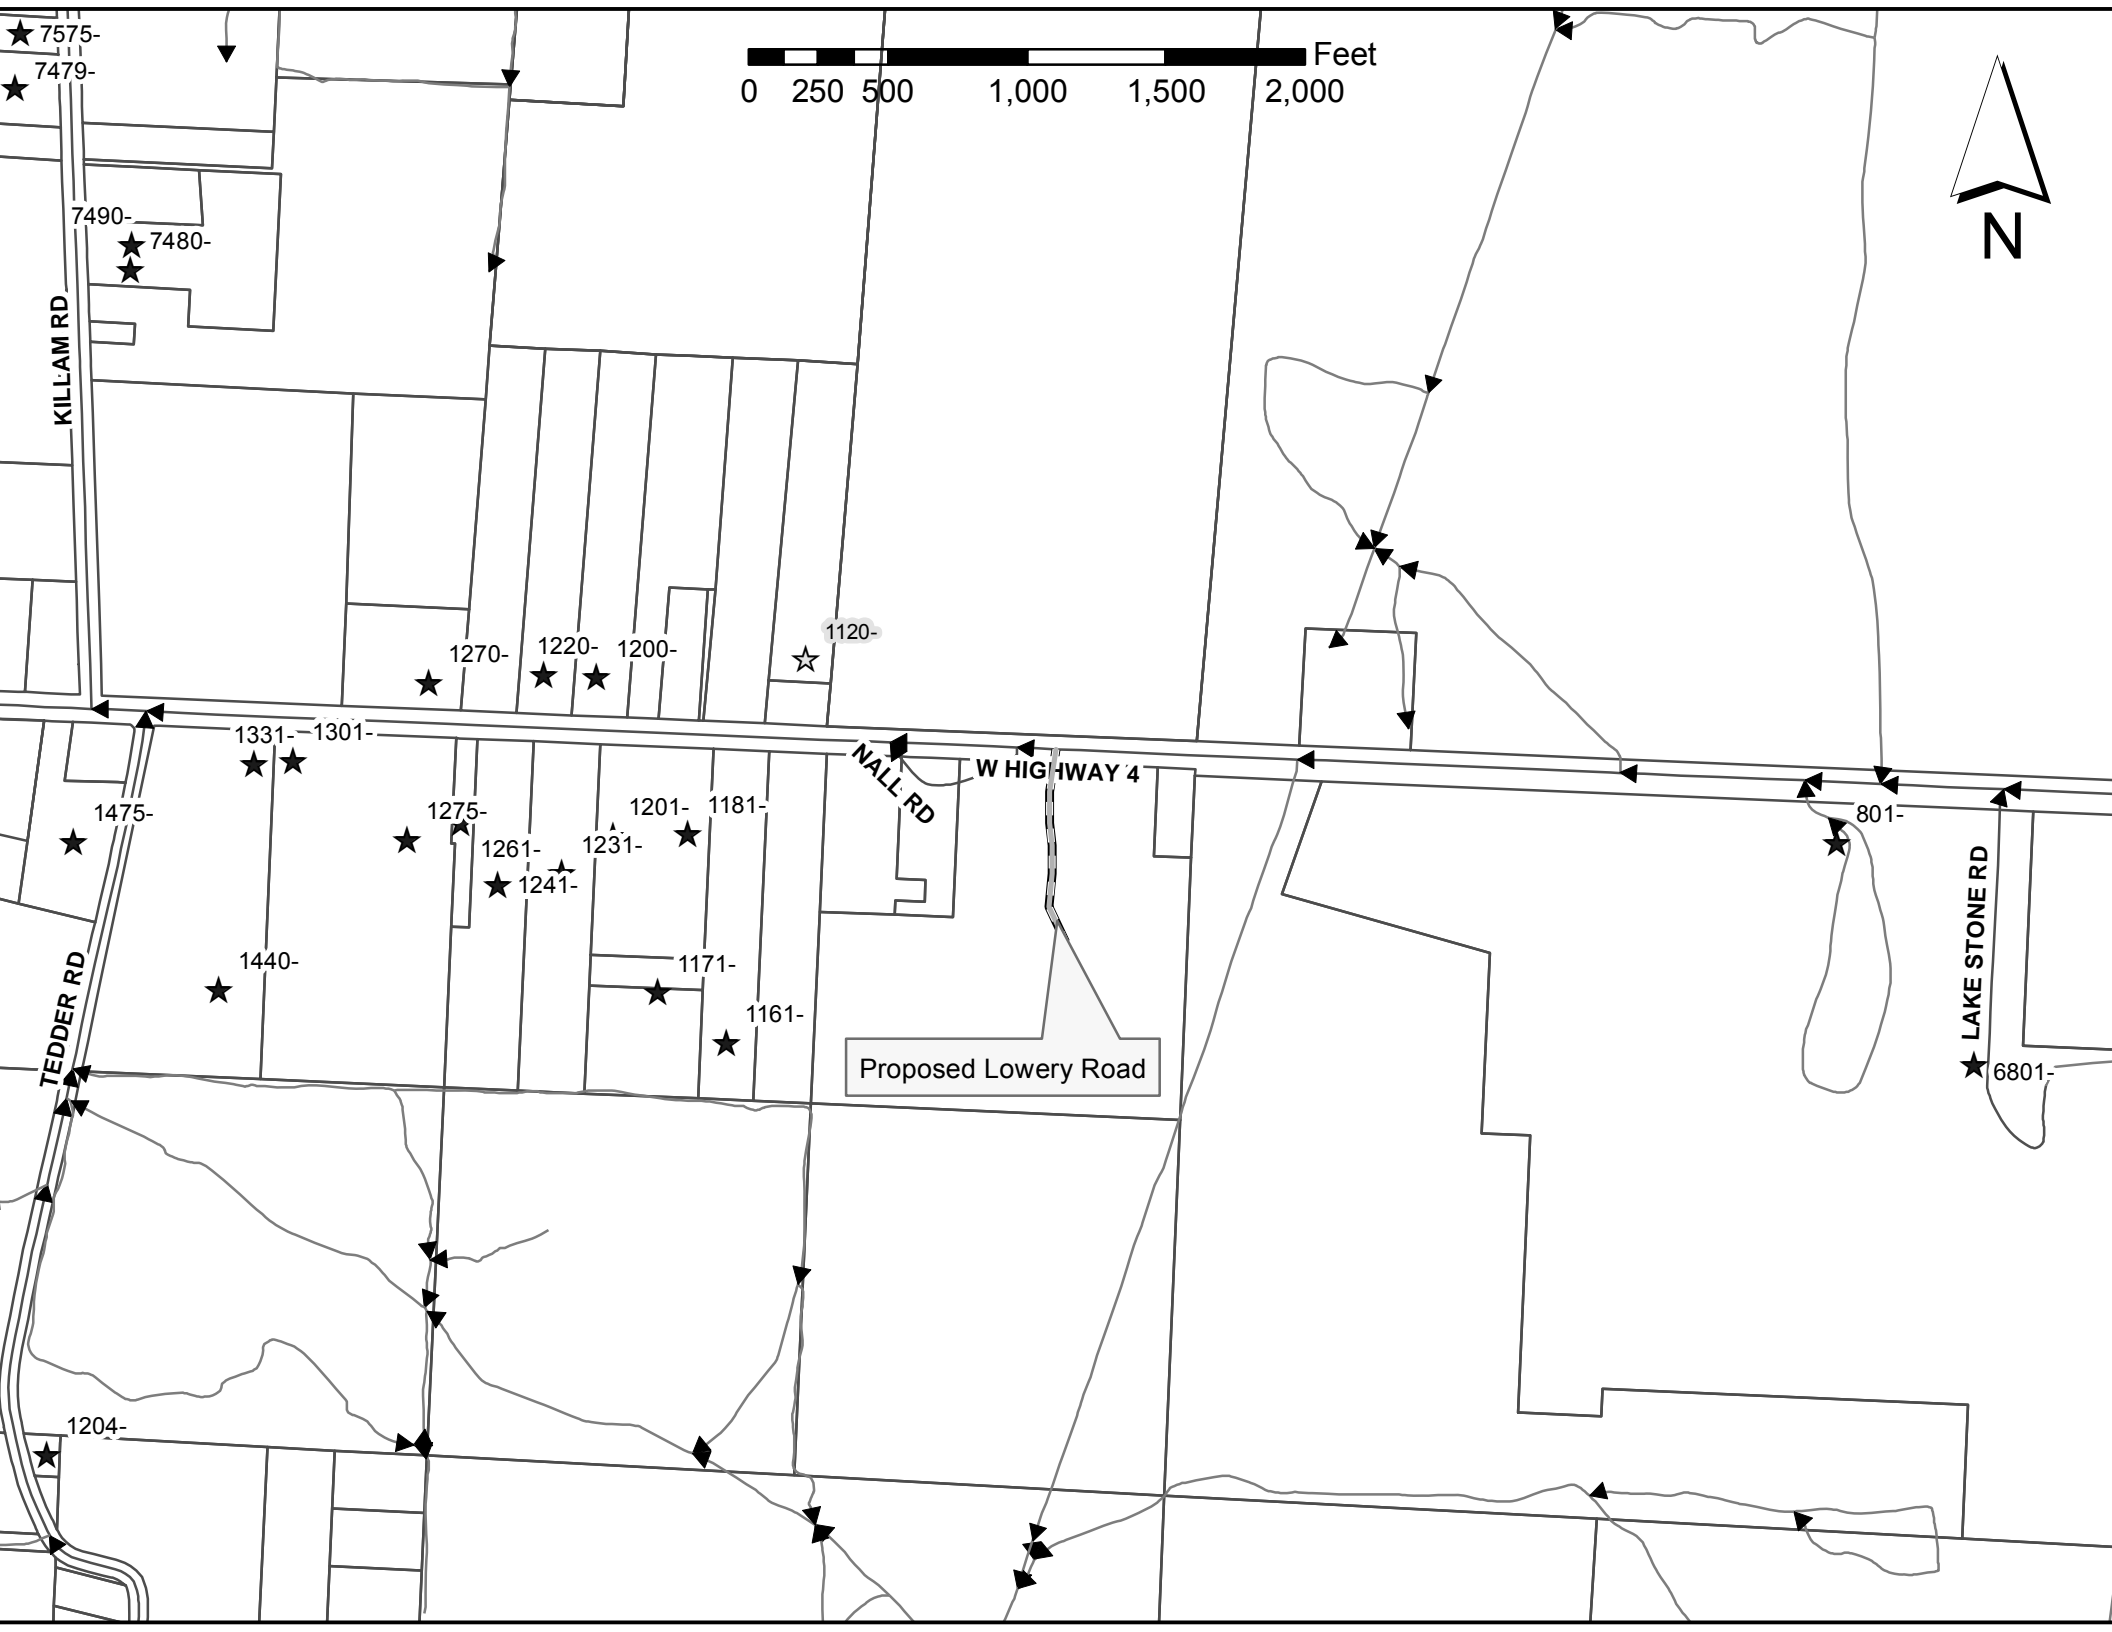 7575-
Feet
7479-
0 250 500 1,000 1,500 2,000
7490-
7480-
N
KILLAM RD
1120-
1270-
1220-
1200-
1331-
1301-
NALL RD
W HIGHWAY 4
1475-
1275-
1201-
1181-
801-
1261-
1231-
1241-
LAKE STONE RD
1440-
1171-
TEDDER RD
1161-
Proposed Lowery Road
6801-
1204-